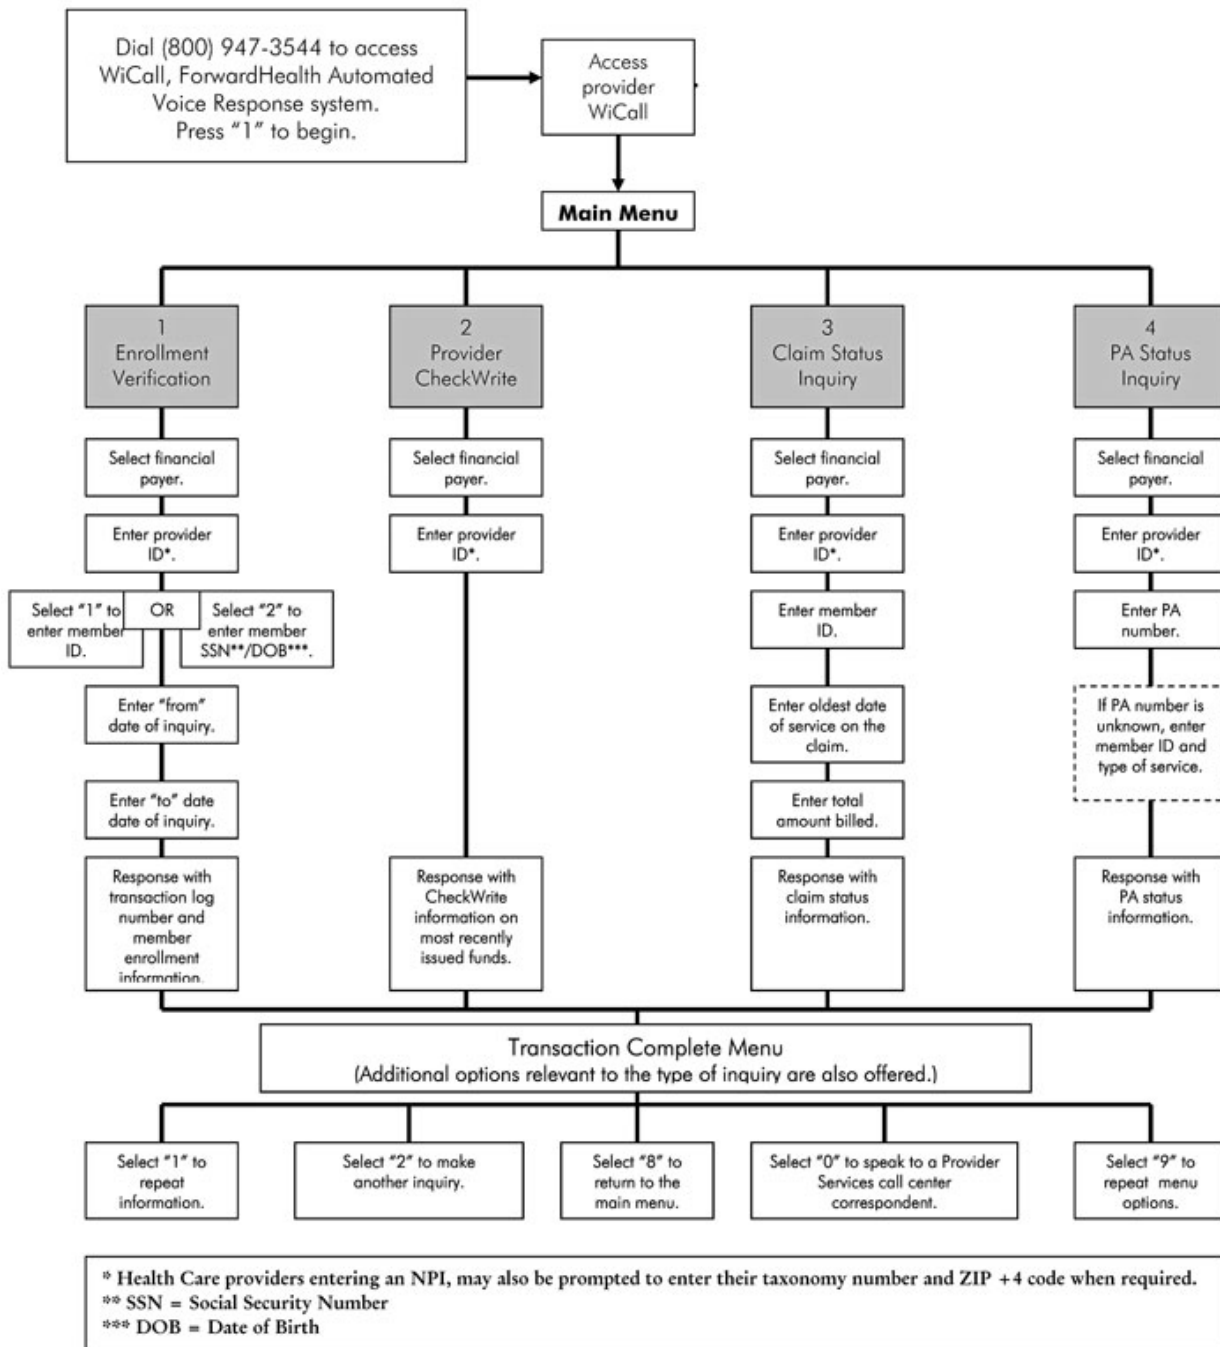 Dial (800) 947-3544 to access
WiCall, ForwardHealth Automated
Voice Response system.
Press "1" to begin.
Access
provider
WiCall
Main Menu
1
Enrollment
Verification
Select financial
payer.
Enter provider
ID*.
Select "1" to
enter member
ID.
OR
Select "2" to
enter member
SSN**/DOB***.
Enter "from"
date of inquiry.
Enter "to" date
date of inquiry.
Response with
transaction log
number and
member
enrollment
information.
2
Provider
CheckWrite
Select financial
payer.
Enter provider
ID*.
Response with
CheckWrite
information on
most recently
issued funds.
3
Claim Status
Inquiry
Select financial
payer.
Enter provider
ID*.
Enter member
ID.
Enter oldest date
of service on the
claim.
Enter total
amount billed.
Response with
claim status
information.
4
PA Status
Inquiry
Select financial
payer.
Enter provider
ID*.
Enter PA
number.
If PA number is
unknown, enter
member ID and
type of service.
Response with
PA status
information.
Transaction Complete Menu
(Additional options relevant to the type of inquiry are also offered.)
Select "1" to
repeat
information.
Select "2" to make
another inquiry.
Select "8" to
return to the
main menu.
Select "0" to speak to a Provider
Services call center
correspondent.
Select "9" to
repeat menu
options.
* Health Care providers entering an NPI, may also be prompted to enter their taxonomy number and ZIP +4 code when required.
** SSN = Social Security Number
*** DOB = Date of Birth